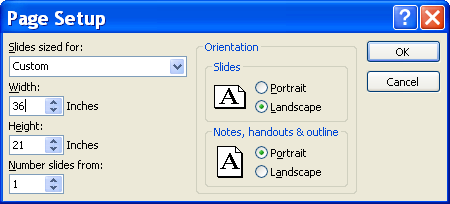 Page Setup
Slides sized for:
Custom
Width:
36 Inches
Height:
21 Inches
Number slides from:
1
Orientation
Slides
A
Portrait
Landscape
Notes, handouts & outline
A
Portrait
Landscape
OK
Cancel